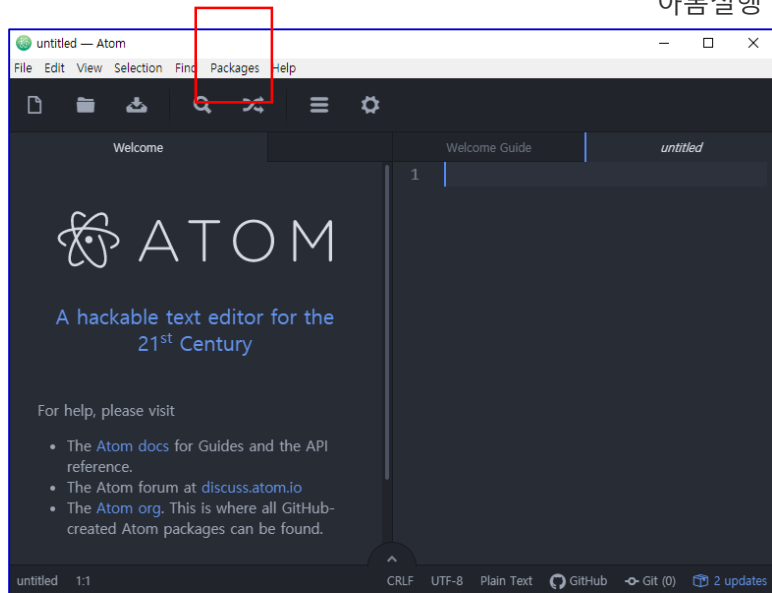 아톰실행
untitled — Atom
File Edit View Selection Find Packages Help
Welcome
Welcome Guide
untitled
1
ATOM
A hackable text editor for the
21st Century
For help, please visit
• The Atom docs for Guides and the API
reference.
• The Atom forum at discuss.atom.io
• The Atom org. This is where all GitHub-
created Atom packages can be found.
untitled 1:1 CRLF UTF-8 Plain Text GitHub Git (0) 2 updates